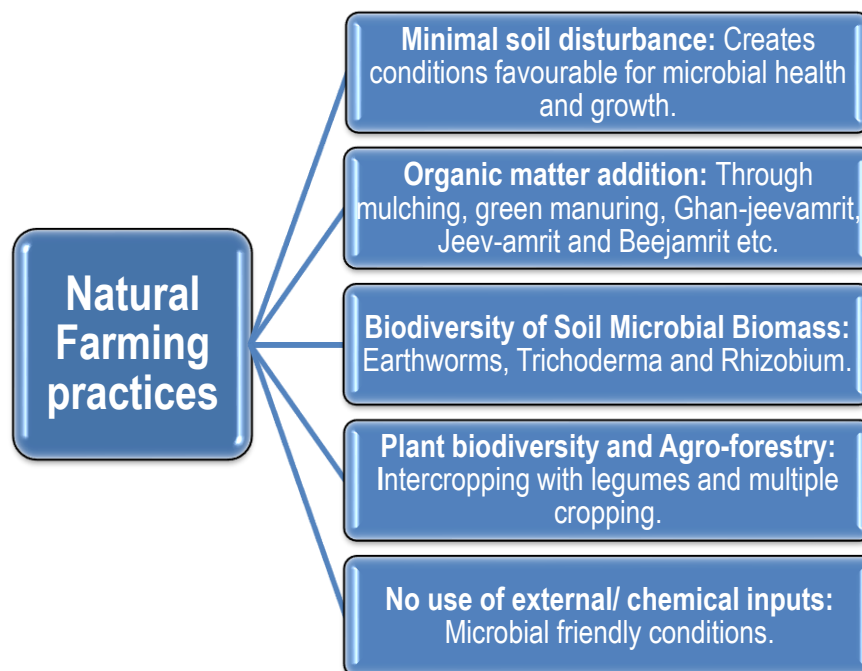 Natural
Farming
practices
Minimal soil disturbance: Creates
conditions favourable for microbial health
and growth.
Organic matter addition: Through
mulching, green manuring, Ghan-jeevamrit,
Jeev-amrit and Beejamrit etc.
Biodiversity of Soil Microbial Biomass:
Earthworms, Trichoderma and Rhizobium.
Plant biodiversity and Agro-forestry:
Intercropping with legumes and multiple
cropping.
No use of external/ chemical inputs:
Microbial friendly conditions.